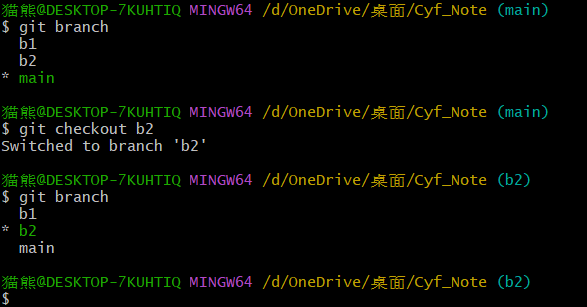 猫熊@DESKTOP-7KUHTIQ MINGW64 /d/OneDrive/桌面/Cyf_Note (main)
$ git branch
  b1
  b2
* main
猫熊@DESKTOP-7KUHTIQ MINGW64 /d/OneDrive/桌面/Cyf_Note (main)
$ git checkout b2
Switched to branch 'b2'
猫熊@DESKTOP-7KUHTIQ MINGW64 /d/OneDrive/桌面/Cyf_Note (b2)
$ git branch
  b1
* b2
  main
猫熊@DESKTOP-7KUHTIQ MINGW64 /d/OneDrive/桌面/Cyf_Note (b2)
$